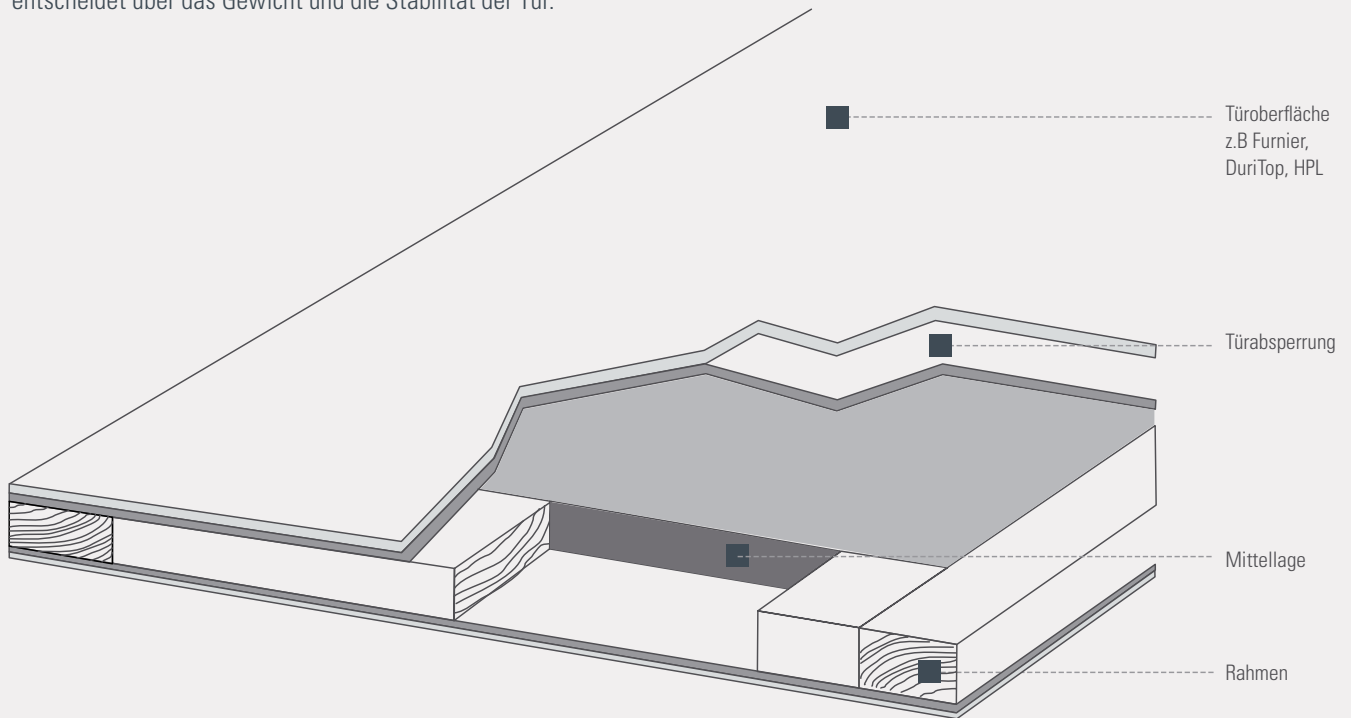 entscheidet über das Gewicht und die Stabilität der Tür.
Türoberfläche
z.B Furnier,
DuriTop, HPL
Türabsperrung
Mittellage
Rahmen